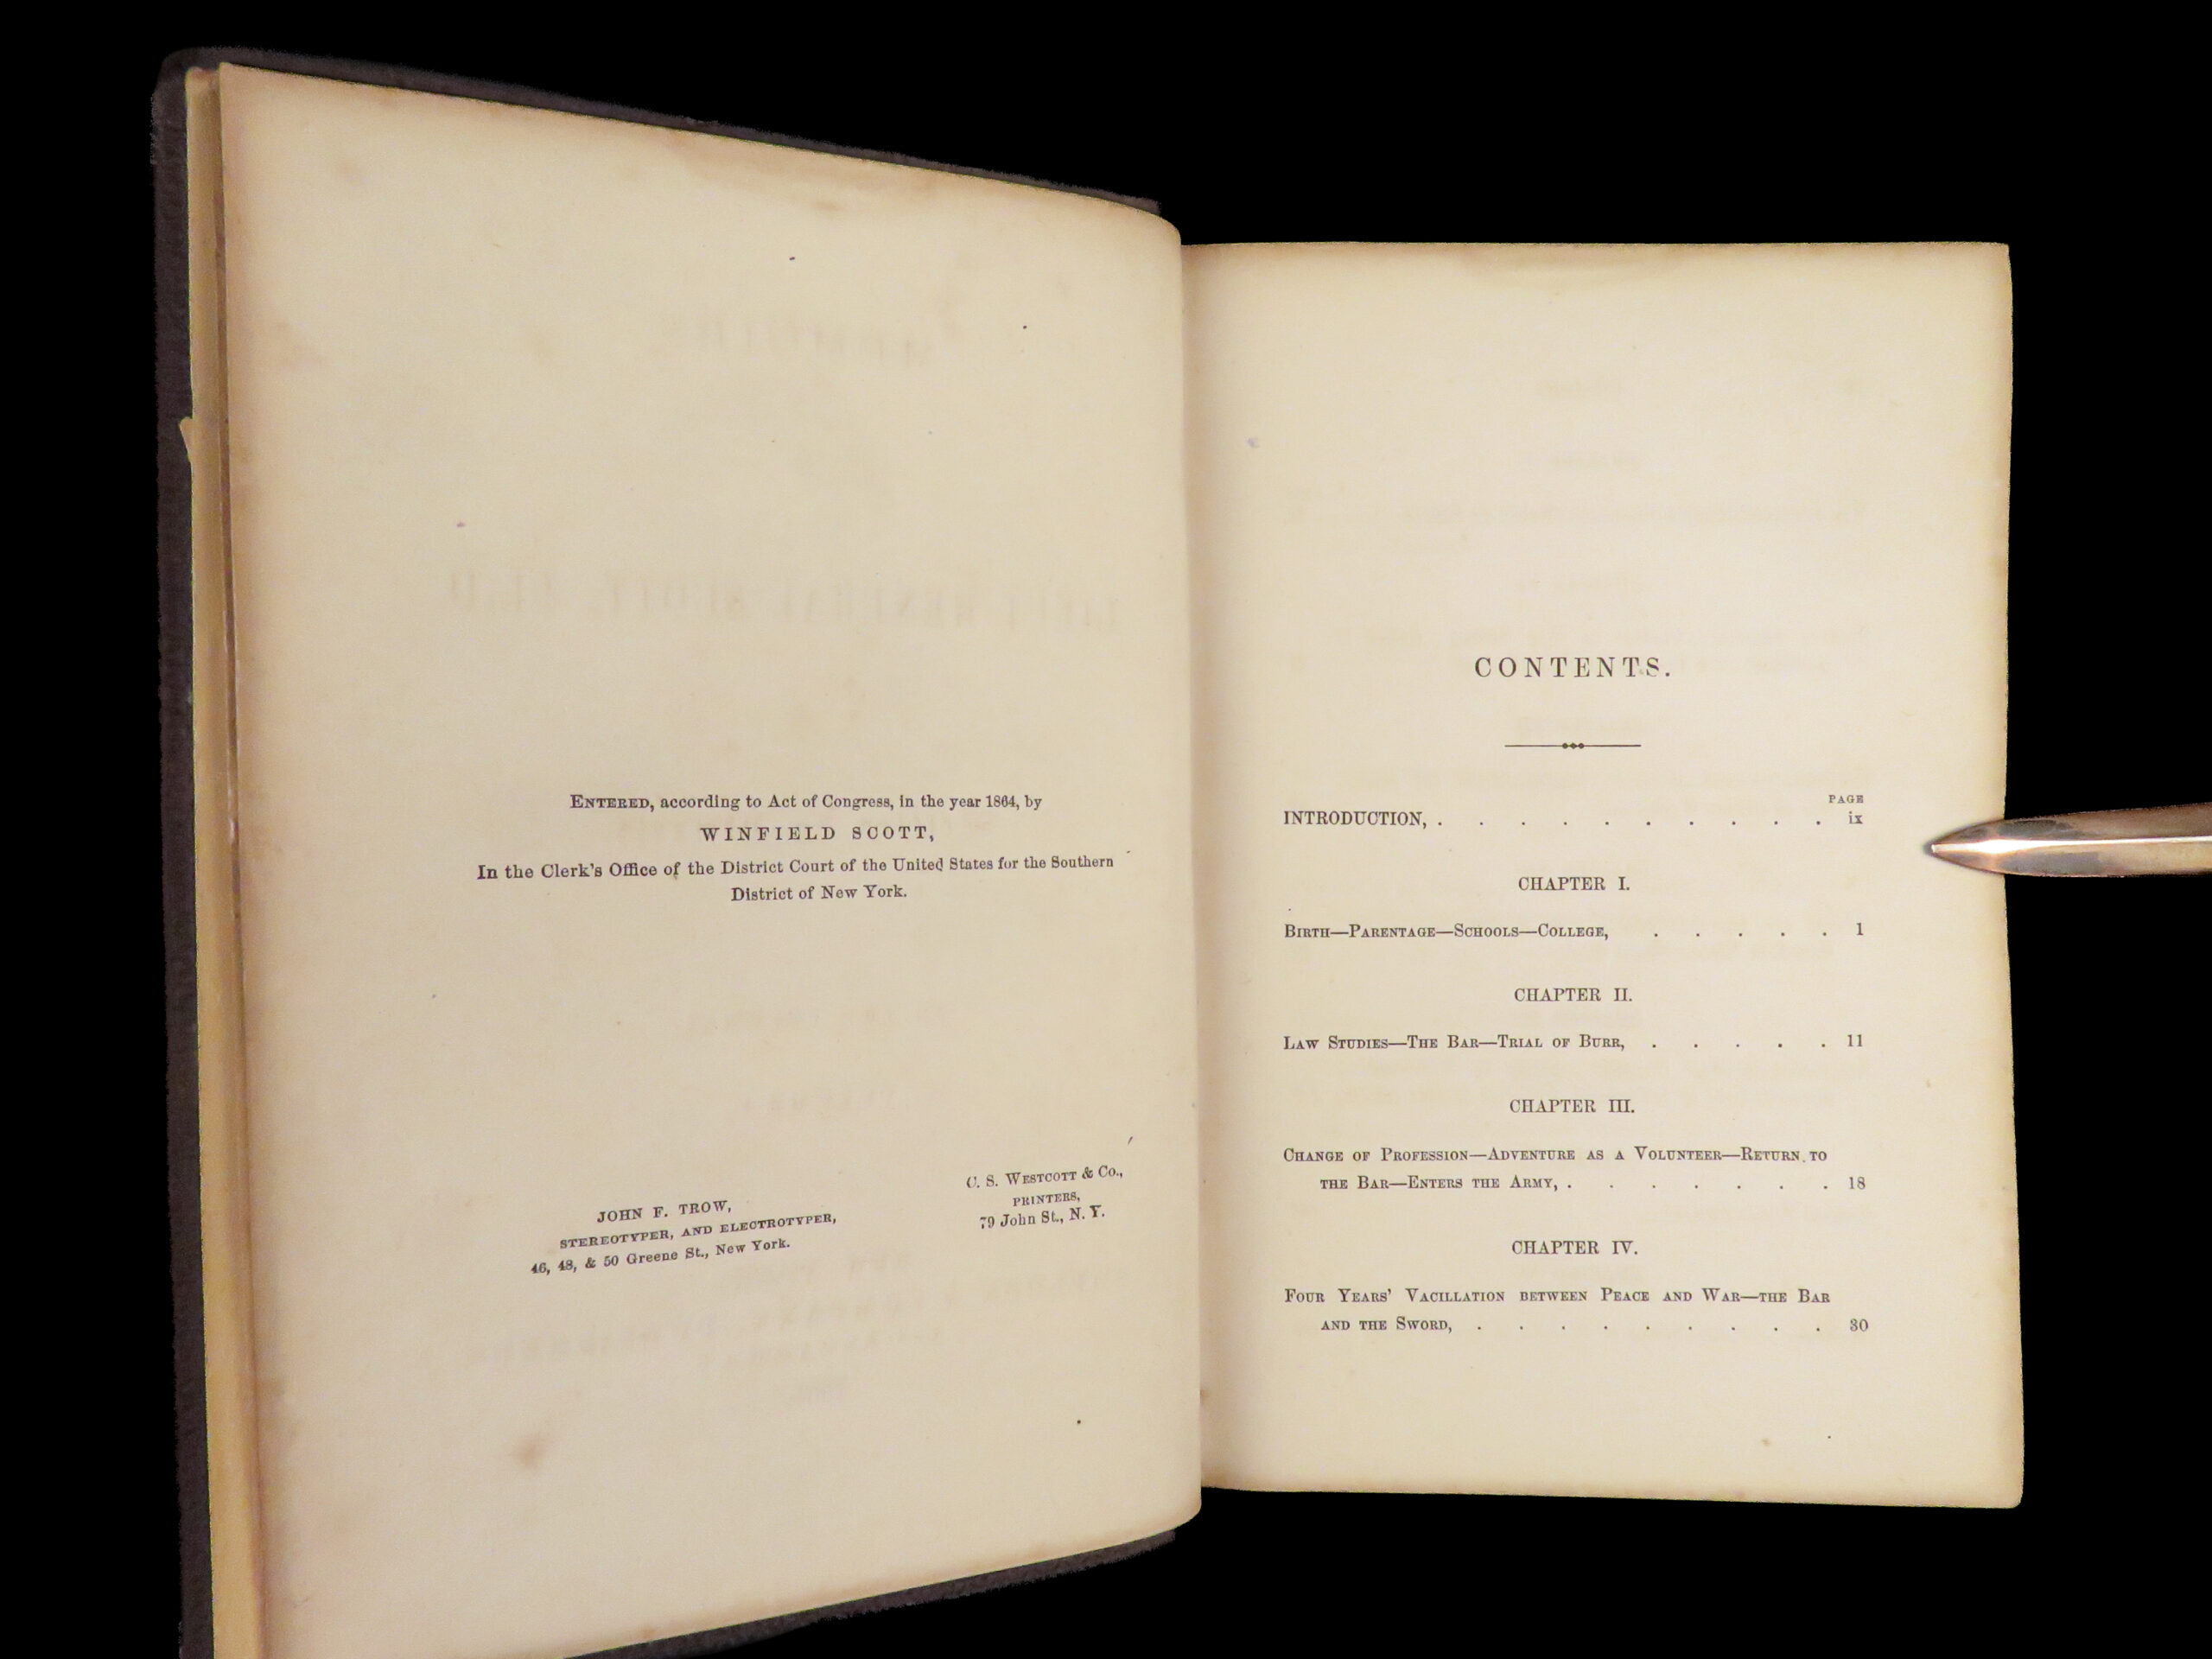 ENTERED, according to Act of Congress, in the year 1864, by
WINFIELD SCOTT,
In the Clerk's Office of the District Court of the United States for the Southern
District of New York.
JOHN F. TROW,
STEREOTYPER, AND ELECTROTYPER,
46, 48, & 50 Greene St., New York.
C. S. WESTCOTT & Co.,
PRINTERS,
79 John St., N. Y.
CONTENTS.
PAGE
INTRODUCTION, . . . . . . . . . . ix
CHAPTER I.
BIRTH—PARENTAGE—SCHOOLS—COLLEGE, . . . . . 1
CHAPTER II.
LAW STUDIES—THE BAR—TRIAL OF BURR, . . . . . 11
CHAPTER III.
CHANGE OF PROFESSION—ADVENTURE AS A VOLUNTEER—RETURN TO
THE BAR—ENTERS THE ARMY, . . . . . . . 18
CHAPTER IV.
FOUR YEARS' VACILLATION BETWEEN PEACE AND WAR—THE BAR
AND THE SWORD, . . . . . . . . . 30